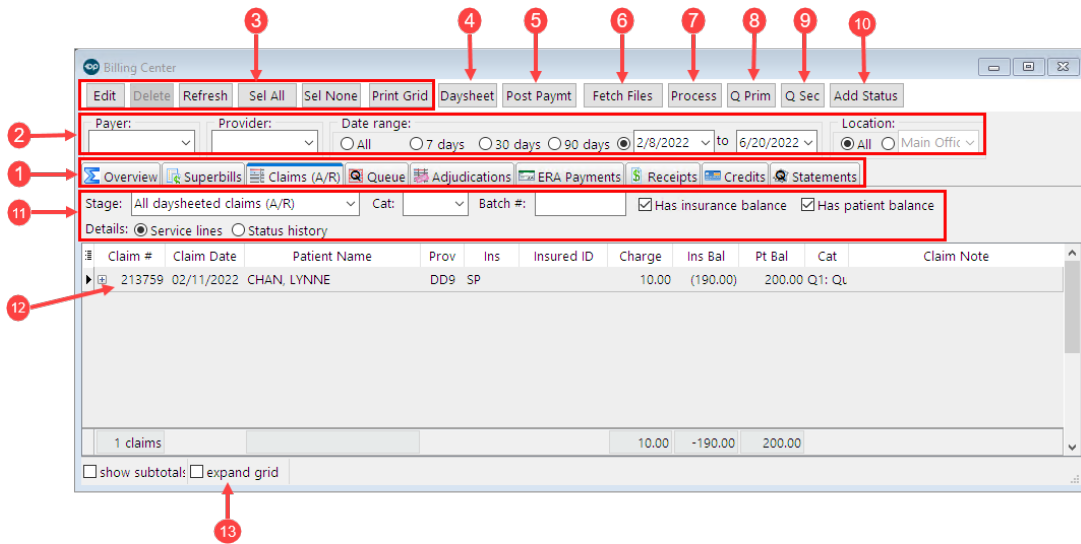 3 4 5 6 7 8 9 10
op Billing Center
Edit Delete Refresh Sel All Sel None Print Grid Daysheet Post Paymt Fetch Files Process Q Prim Q Sec Add Status
Payer: Provider: Date range: Location:
2 All 7 days 30 days 90 days 2/8/2022 to 6/20/2022 All Main Offic
1 Overview Superbills Claims (A/R) Queue Adjudications ERA Payments Receipts Credits Statements
11 Stage: All daysheeted claims (A/R) Cat: Batch #: Has insurance balance Has patient balance
Details: Service lines Status history
Claim # Claim Date Patient Name Prov Ins Insured ID Charge Ins Bal Pt Bal Cat Claim Note
213759 02/11/2022 CHAN, LYNNE DD9 SP 10.00 (190.00) 200.00 Q1: Qu
12
1 claims 10.00 -190.00 200.00
show subtotals expand grid
13